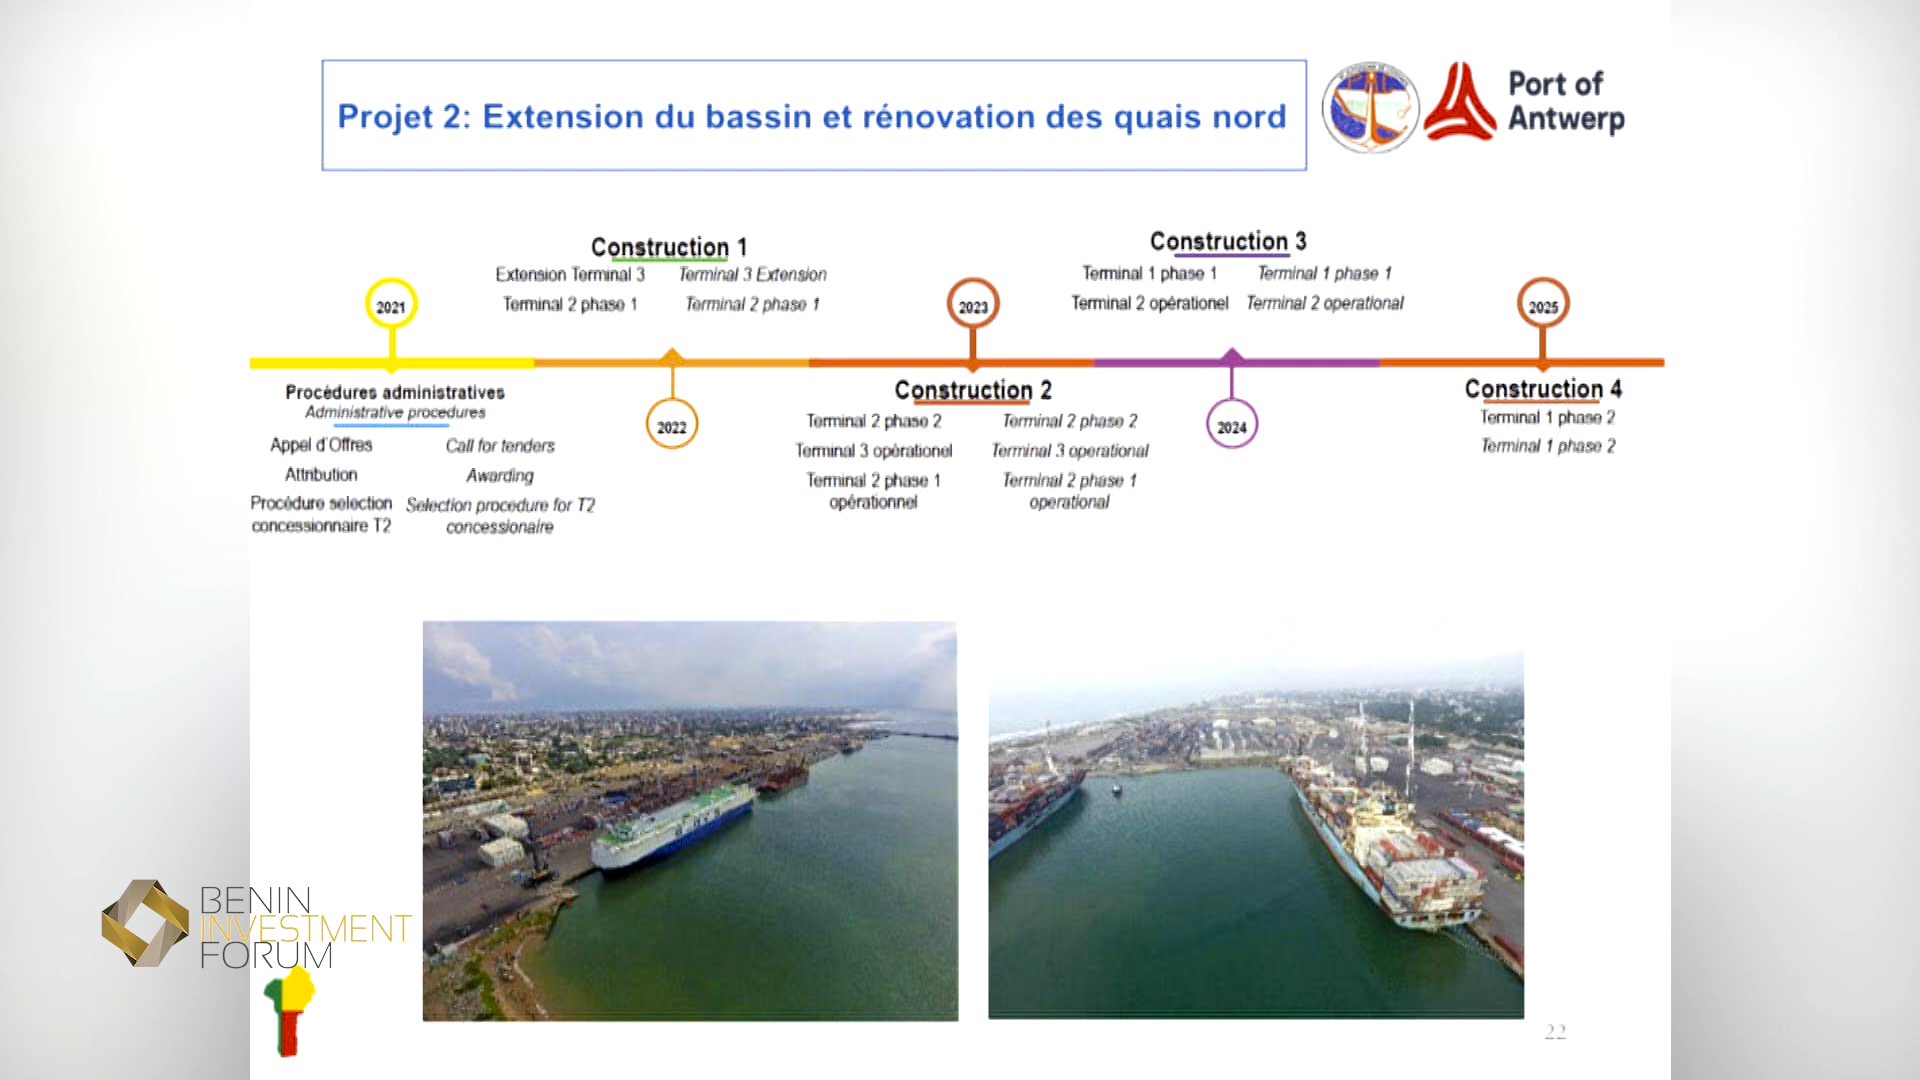 Projet 2: Extension du bassin et rénovation des quais nord
Port of
Antwerp
Construction 1
Extension Terminal 3 Terminal 3 Extension
Terminal 2 phase 1 Terminal 2 phase 1
Construction 3
Terminal 1 phase 1 Terminal 1 phase 1
Terminal 2 opérationel Terminal 2 operational
2021
2023
2025
Procédures administratives
Administrative procedures
Appel d'Offres Call for tenders
Attribution Awarding
Procédure selection Selection procedure for T2
concessionnaire T2 concessionaire
2022
Construction 2
Terminal 2 phase 2 Terminal 2 phase 2
Terminal 3 opérationel Terminal 3 operational
Terminal 2 phase 1 Terminal 2 phase 1
opérationnel operational
2024
Construction 4
Terminal 1 phase 2
Terminal 1 phase 2
BENIN
INVESTMENT
FORUM
22